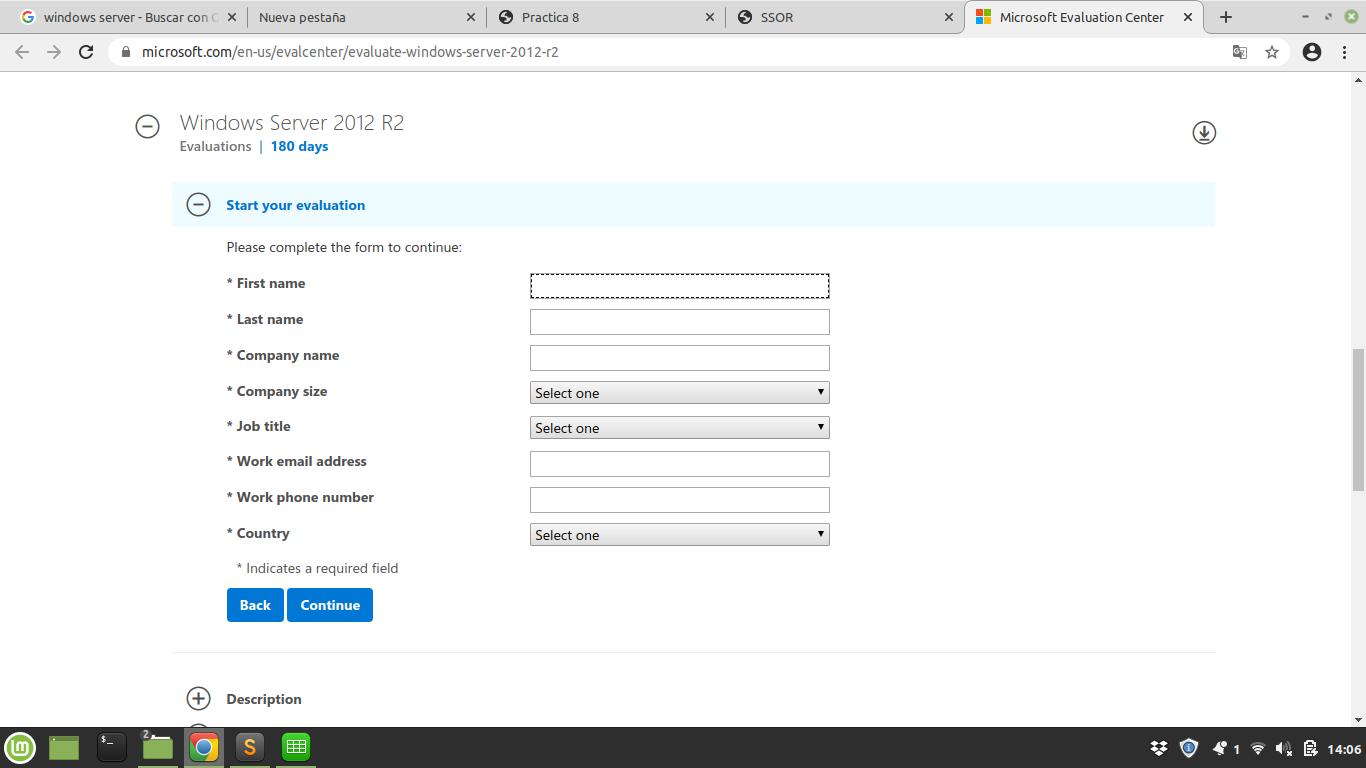 windows server - Buscar con G
Nueva pestaña
Practica 8
SSOR
Microsoft Evaluation Center
microsoft.com/en-us/evalcenter/evaluate-windows-server-2012-r2
Windows Server 2012 R2
Evaluations | 180 days
Start your evaluation
Please complete the form to continue:
* First name
* Last name
* Company name
* Company size Select one
* Job title Select one
* Work email address
* Work phone number
* Country Select one
* Indicates a required field
Back Continue
Description
2 1 14:06